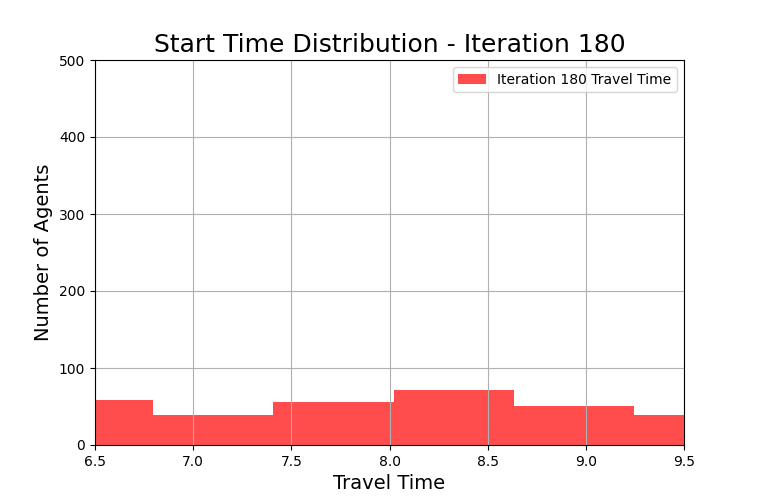 Start Time Distribution - Iteration 180
Iteration 180 Travel Time
Number of Agents
500
400
300
200
100
0
6.5 7.0 7.5 8.0 8.5 9.0 9.5
Travel Time